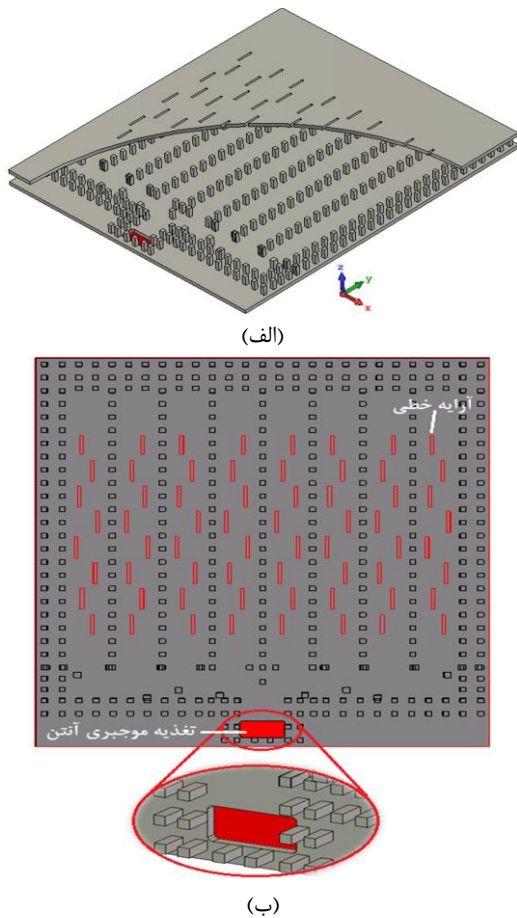 z
y
x
(الف)
آرایه خطی
تغذیه موجبری آنتن
(ب)